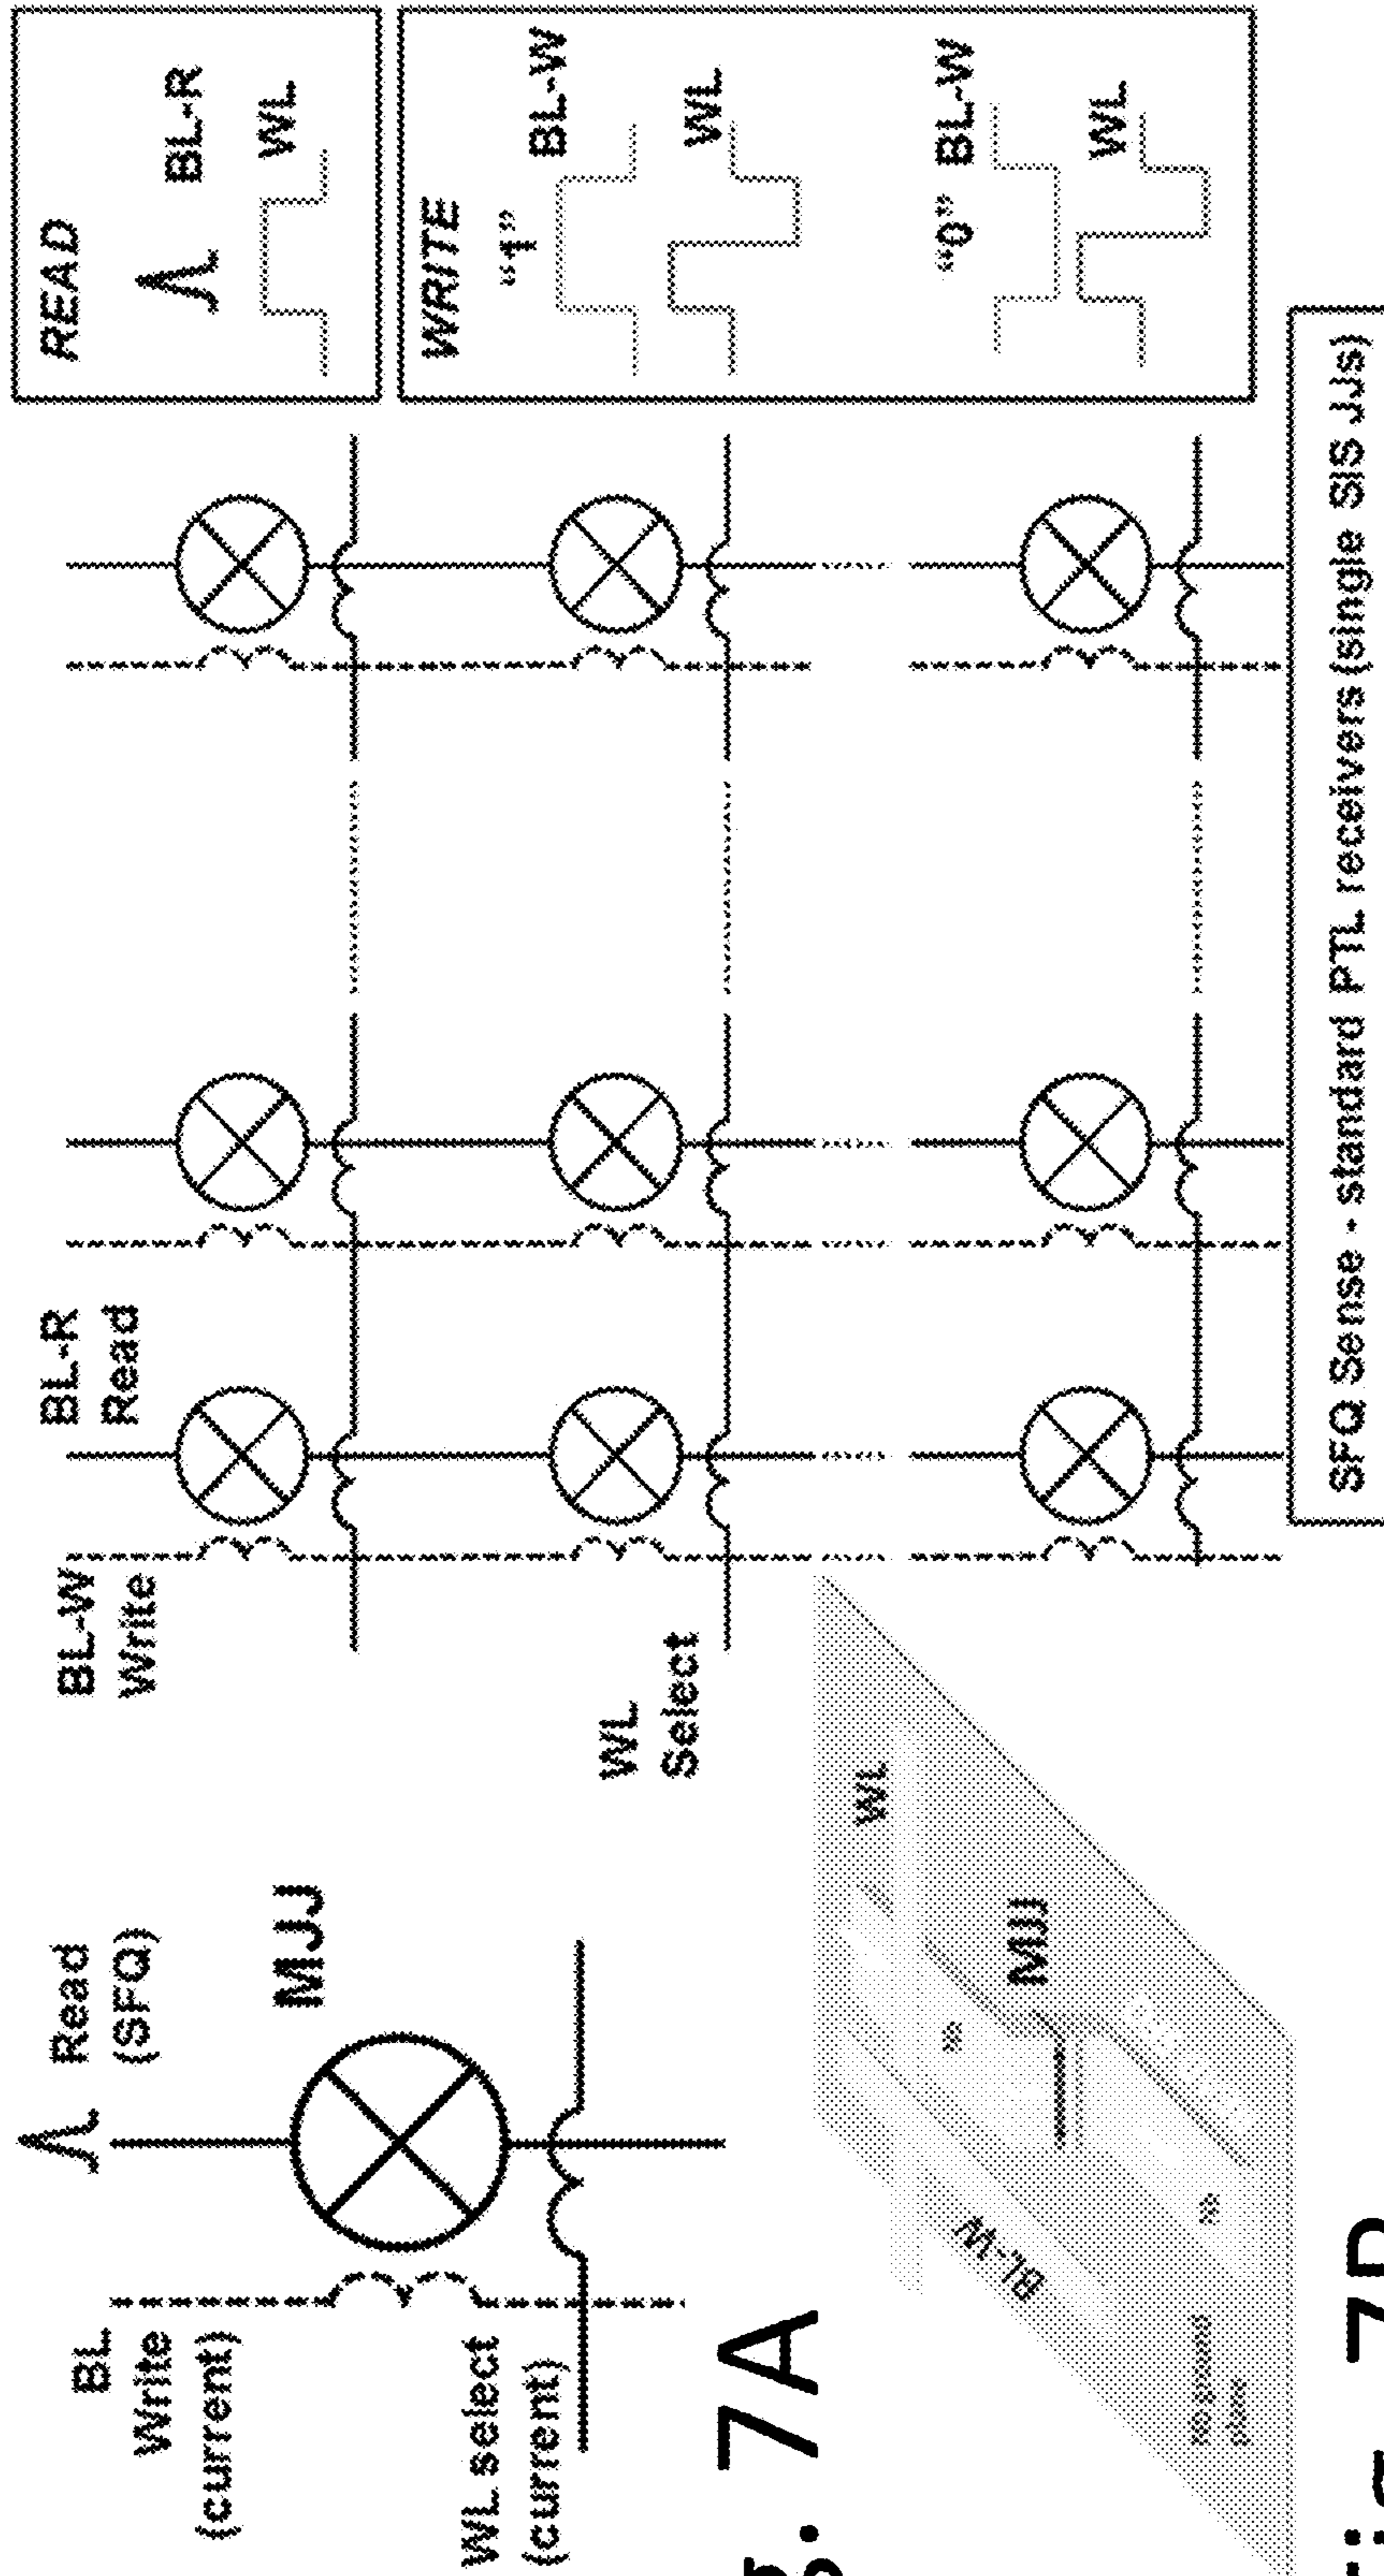 BL
Write
(current)
Read
(SFQ)
MJJ
WL select
(current)
7A
BL-W
MJJ
WL
BL-W
Write
BL-R
Read
WL
Select
READ
BL-R
WL
WRITE
“1”
BL-W
WL
“0”
BL-W
WL
SFQ Sense - standard PTL receivers (single SIS JJs)